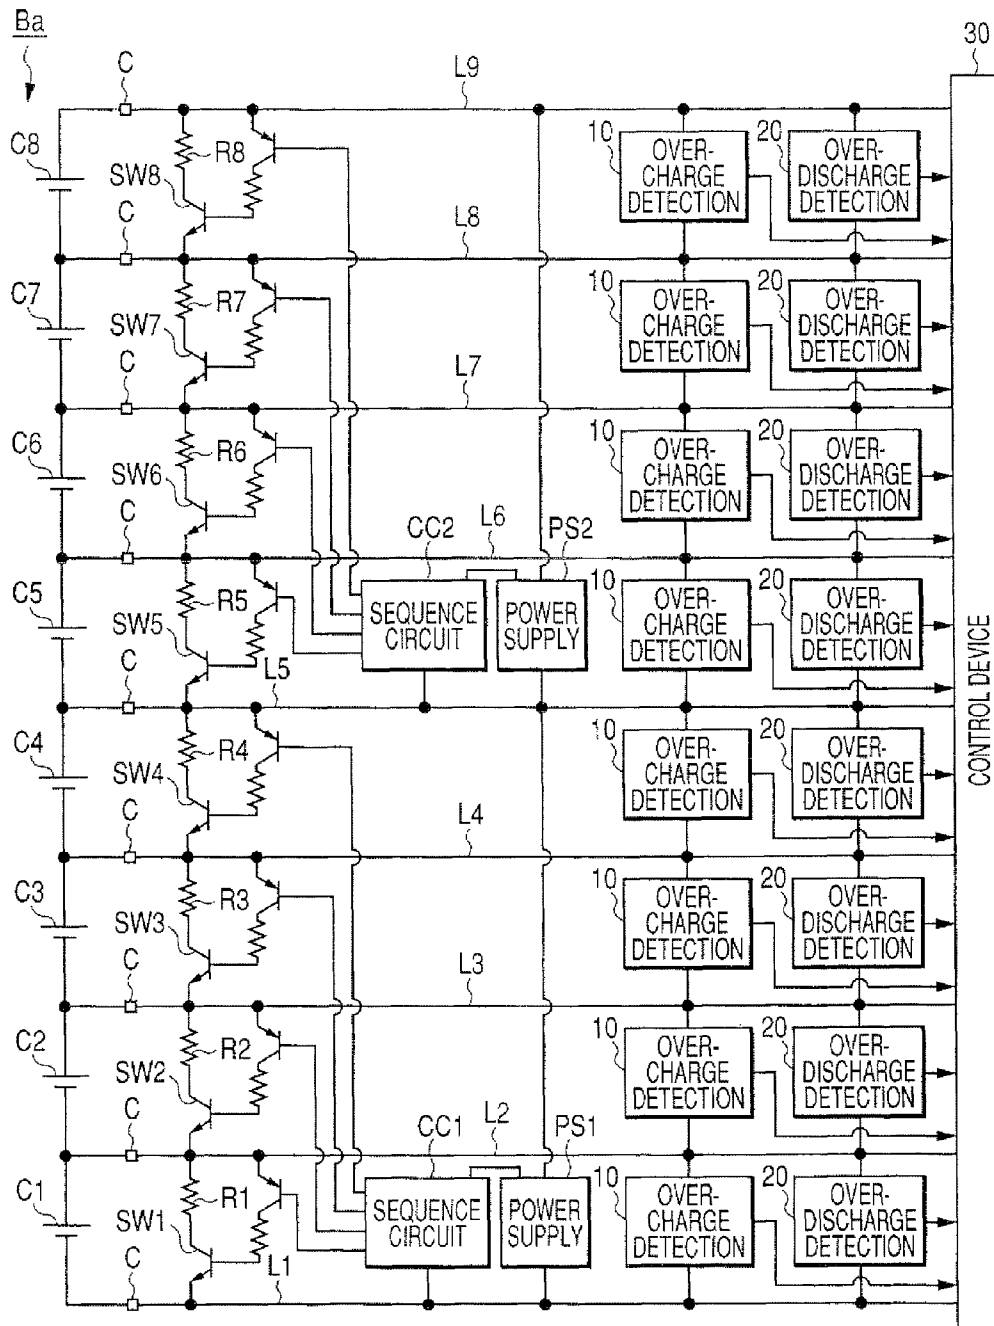 Ba
30
C
L9
C8
R8
SW8
10
OVER-
CHARGE
DETECTION
20
OVER-
DISCHARGE
DETECTION
C
L8
C7
R7
SW7
10
OVER-
CHARGE
DETECTION
20
OVER-
DISCHARGE
DETECTION
C
L7
C6
R6
SW6
10
OVER-
CHARGE
DETECTION
20
OVER-
DISCHARGE
DETECTION
C
CC2
L6
PS2
C5
R5
SW5
SEQUENCE
CIRCUIT
POWER
SUPPLY
10
OVER-
CHARGE
DETECTION
20
OVER-
DISCHARGE
DETECTION
C
L5
C4
R4
SW4
10
OVER-
CHARGE
DETECTION
20
OVER-
DISCHARGE
DETECTION
CONTROL DEVICE
C
L4
C3
R3
SW3
10
OVER-
CHARGE
DETECTION
20
OVER-
DISCHARGE
DETECTION
C
L3
C2
R2
SW2
10
OVER-
CHARGE
DETECTION
20
OVER-
DISCHARGE
DETECTION
C
CC1
L2
PS1
C1
R1
SW1
SEQUENCE
CIRCUIT
POWER
SUPPLY
10
OVER-
CHARGE
DETECTION
20
OVER-
DISCHARGE
DETECTION
C
L1